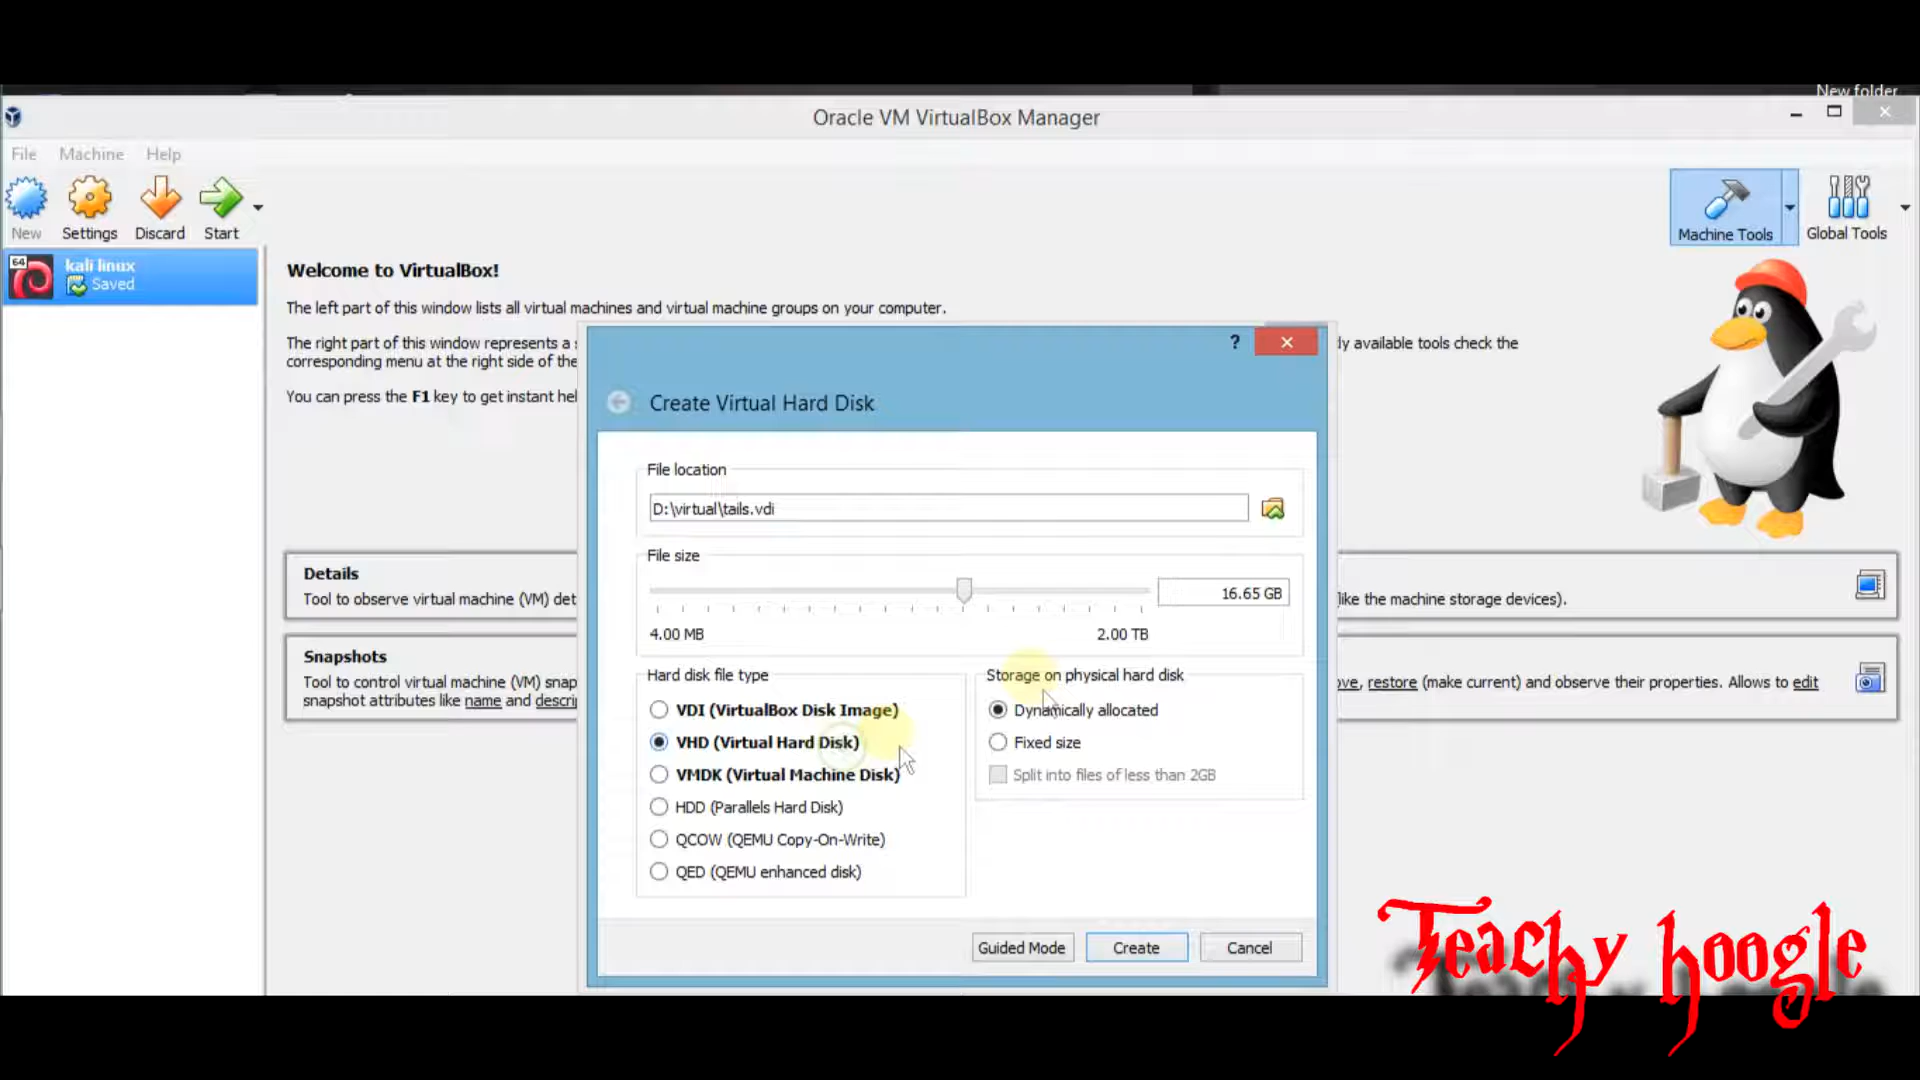 New folder
Oracle VM VirtualBox Manager
File Machine Help
New Settings Discard Start
Machine Tools Global Tools
64
kali linux
Saved
Welcome to VirtualBox!
The left part of this window lists all virtual machines and virtual machine groups on your computer.
The right part of this window represents a
ly available tools check the
corresponding menu at the right side of the
You can press the F1 key to get instant hel
?
Create Virtual Hard Disk
File location
D:\virtual\tails.vdi
File size
16.65 GB
4.00 MB 2.00 TB
Hard disk file type
VDI (VirtualBox Disk Image)
VHD (Virtual Hard Disk)
VMDK (Virtual Machine Disk)
HDD (Parallels Hard Disk)
QCOW (QEMU Copy-On-Write)
QED (QEMU enhanced disk)
Storage on physical hard disk
Dynamically allocated
Fixed size
Split into files of less than 2GB
Guided Mode Create Cancel
Details
Tool to observe virtual machine (VM) det
like the machine storage devices).
Snapshots
Tool to control virtual machine (VM) snap
ove, restore (make current) and observe their properties. Allows to edit
snapshot attributes like name and descri
Teachy hoogle